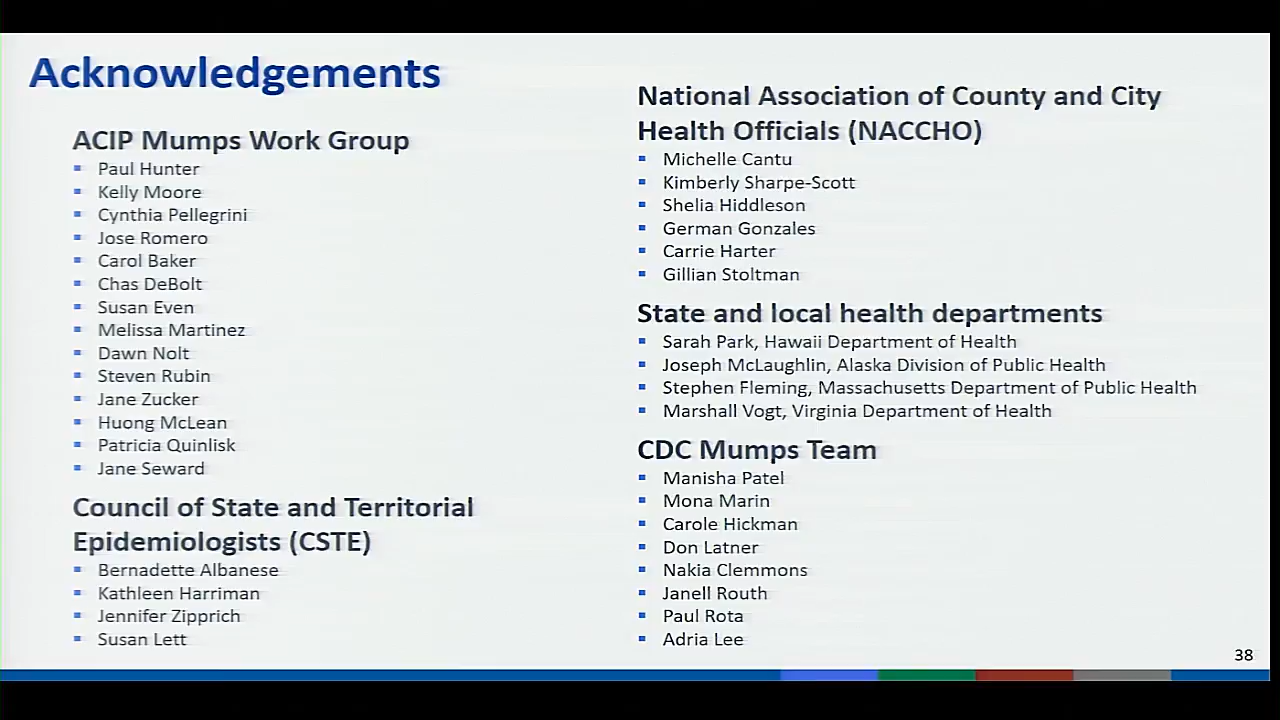 Acknowledgements
ACIP Mumps Work Group
Paul Hunter
Kelly Moore
Cynthia Pellegrini
Jose Romero
Carol Baker
Chas DeBolt
Susan Even
Melissa Martinez
Dawn Nolt
Steven Rubin
Jane Zucker
Huong McLean
Patricia Quinlisk
Jane Seward
Council of State and Territorial
Epidemiologists (CSTE)
Bernadette Albanese
Kathleen Harriman
Jennifer Zipprich
Susan Lett
National Association of County and City
Health Officials (NACCHO)
Michelle Cantu
Kimberly Sharpe-Scott
Shelia Hiddleson
German Gonzales
Carrie Harter
Gillian Stoltman
State and local health departments
Sarah Park, Hawaii Department of Health
Joseph McLaughlin, Alaska Division of Public Health
Stephen Fleming, Massachusetts Department of Public Health
Marshall Vogt, Virginia Department of Health
CDC Mumps Team
Manisha Patel
Mona Marin
Carole Hickman
Don Latner
Nakia Clemmons
Janell Routh
Paul Rota
Adria Lee
38